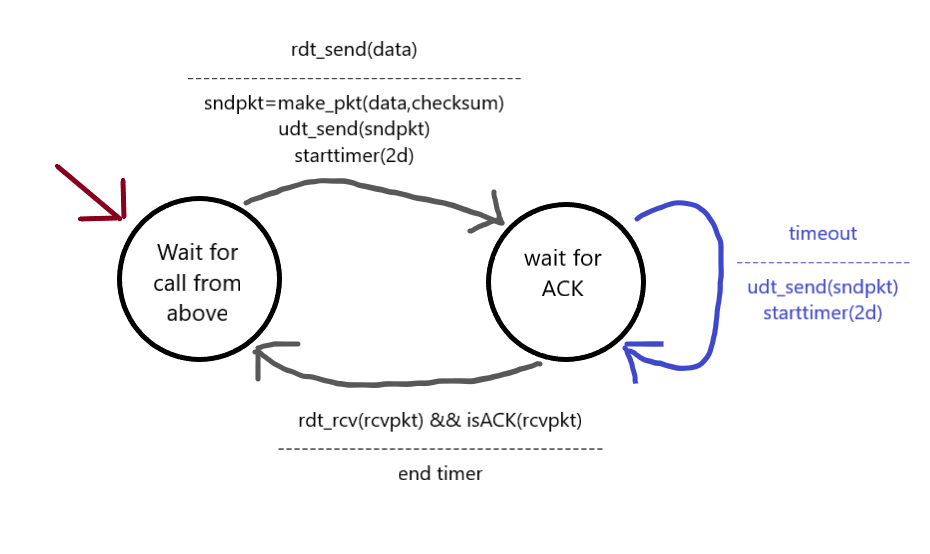 rdt_send(data)
sndpkt=make_pkt(data,checksum)
udt_send(sndpkt)
starttimer(2d)
Wait for
call from
above
wait for
ACK
timeout
udt_send(sndpkt)
starttimer(2d)
rdt_rcv(rcvpkt) && isACK(rcvpkt)
end timer